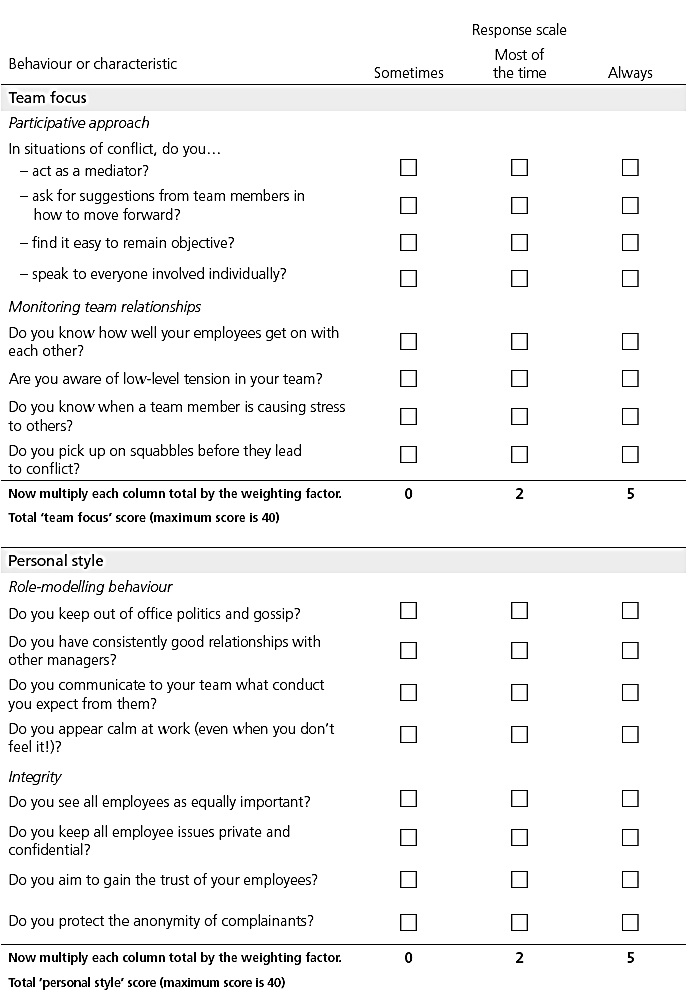 Response scale
Behaviour or characteristic
Sometimes
Most of
the time
Always
Team focus
Participative approach
In situations of conflict, do you…
– act as a mediator?
– ask for suggestions from team members in
how to move forward?
– find it easy to remain objective?
– speak to everyone involved individually?
Monitoring team relationships
Do you know how well your employees get on with
each other?
Are you aware of low-level tension in your team?
Do you know when a team member is causing stress
to others?
Do you pick up on squabbles before they lead
to conflict?
Now multiply each column total by the weighting factor. 0 2 5
Total ‘team focus’ score (maximum score is 40)
Personal style
Role-modelling behaviour
Do you keep out of office politics and gossip?
Do you have consistently good relationships with
other managers?
Do you communicate to your team what conduct
you expect from them?
Do you appear calm at work (even when you don’t
feel it!)?
Integrity
Do you see all employees as equally important?
Do you keep all employee issues private and
confidential?
Do you aim to gain the trust of your employees?
Do you protect the anonymity of complainants?
Now multiply each column total by the weighting factor. 0 2 5
Total ‘personal style’ score (maximum score is 40)